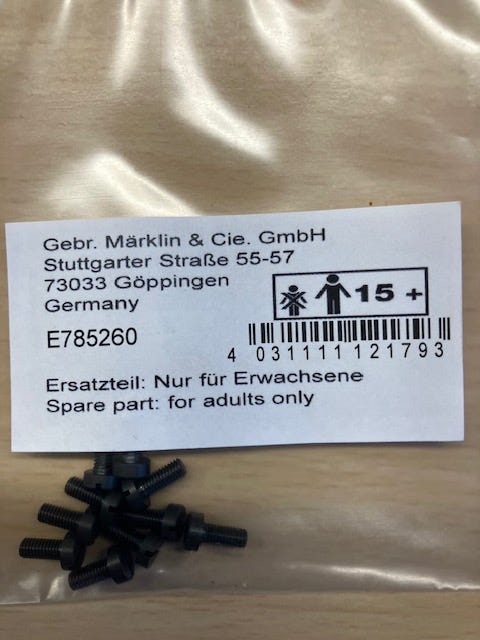 Gebr. Märklin & Cie. GmbH
Stuttgarter Straße 55-57
73033 Göppingen
Germany
15 +
E785260
4 031111 121793
Ersatzteil: Nur für Erwachsene
Spare part: for adults only